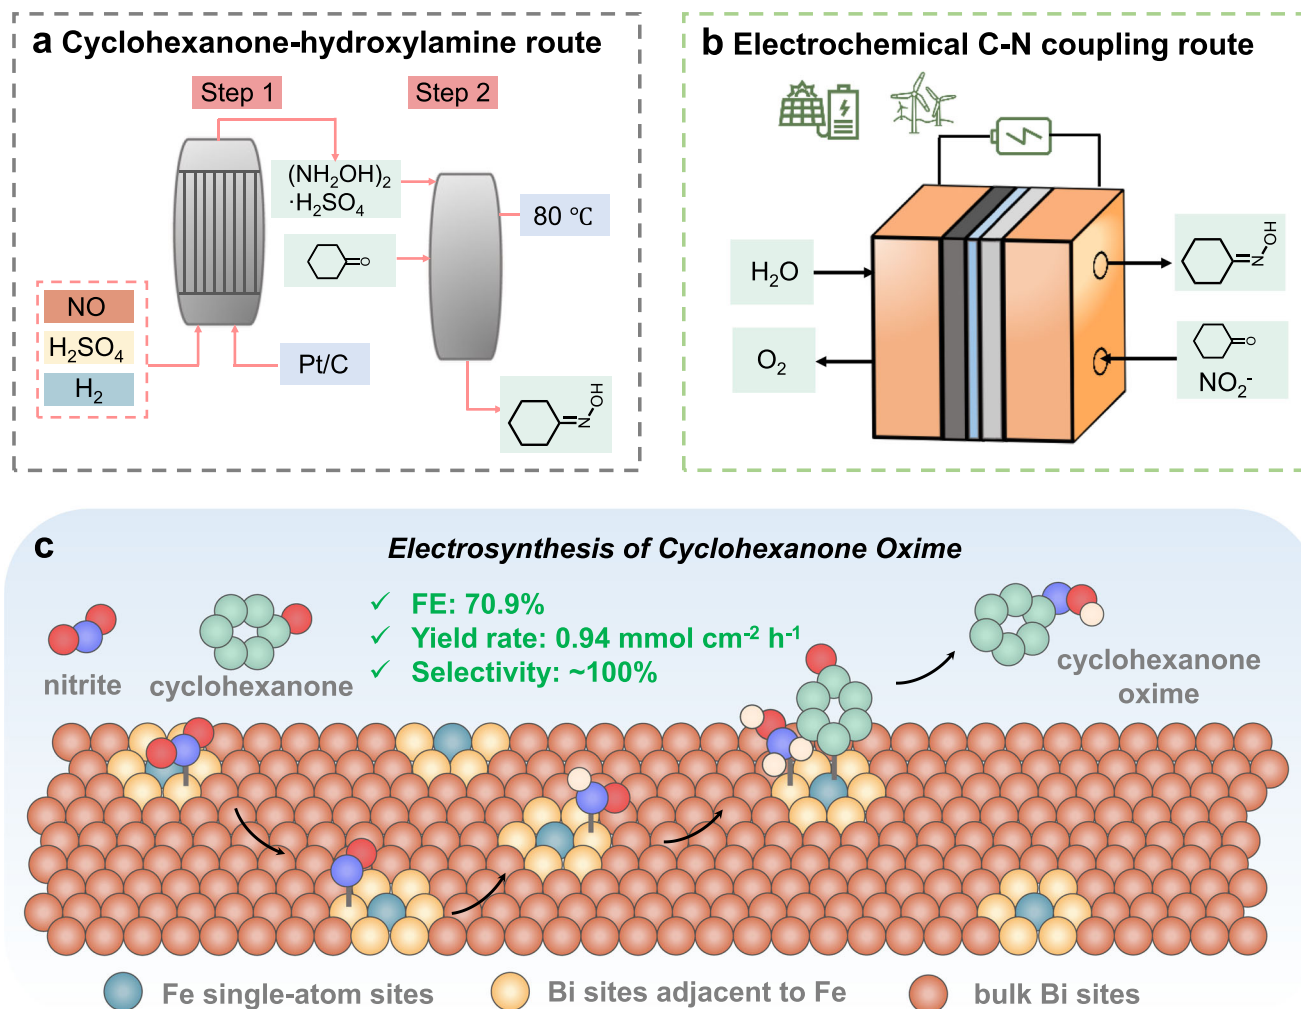 a Cyclohexanone-hydroxylamine route
Step 1
Step 2
(NH₂OH)₂
·H₂SO₄
80 ℃
O
NO
H₂SO₄
H₂
Pt/C
N
OH
b Electrochemical C-N coupling route
H₂O
O₂
N
OH
O
NO₂⁻
c
Electrosynthesis of Cyclohexanone Oxime
✓ FE: 70.9%
✓ Yield rate: 0.94 mmol cm⁻² h⁻¹
✓ Selectivity: ~100%
nitrite
cyclohexanone
cyclohexanone
oxime
Fe single-atom sites
Bi sites adjacent to Fe
bulk Bi sites